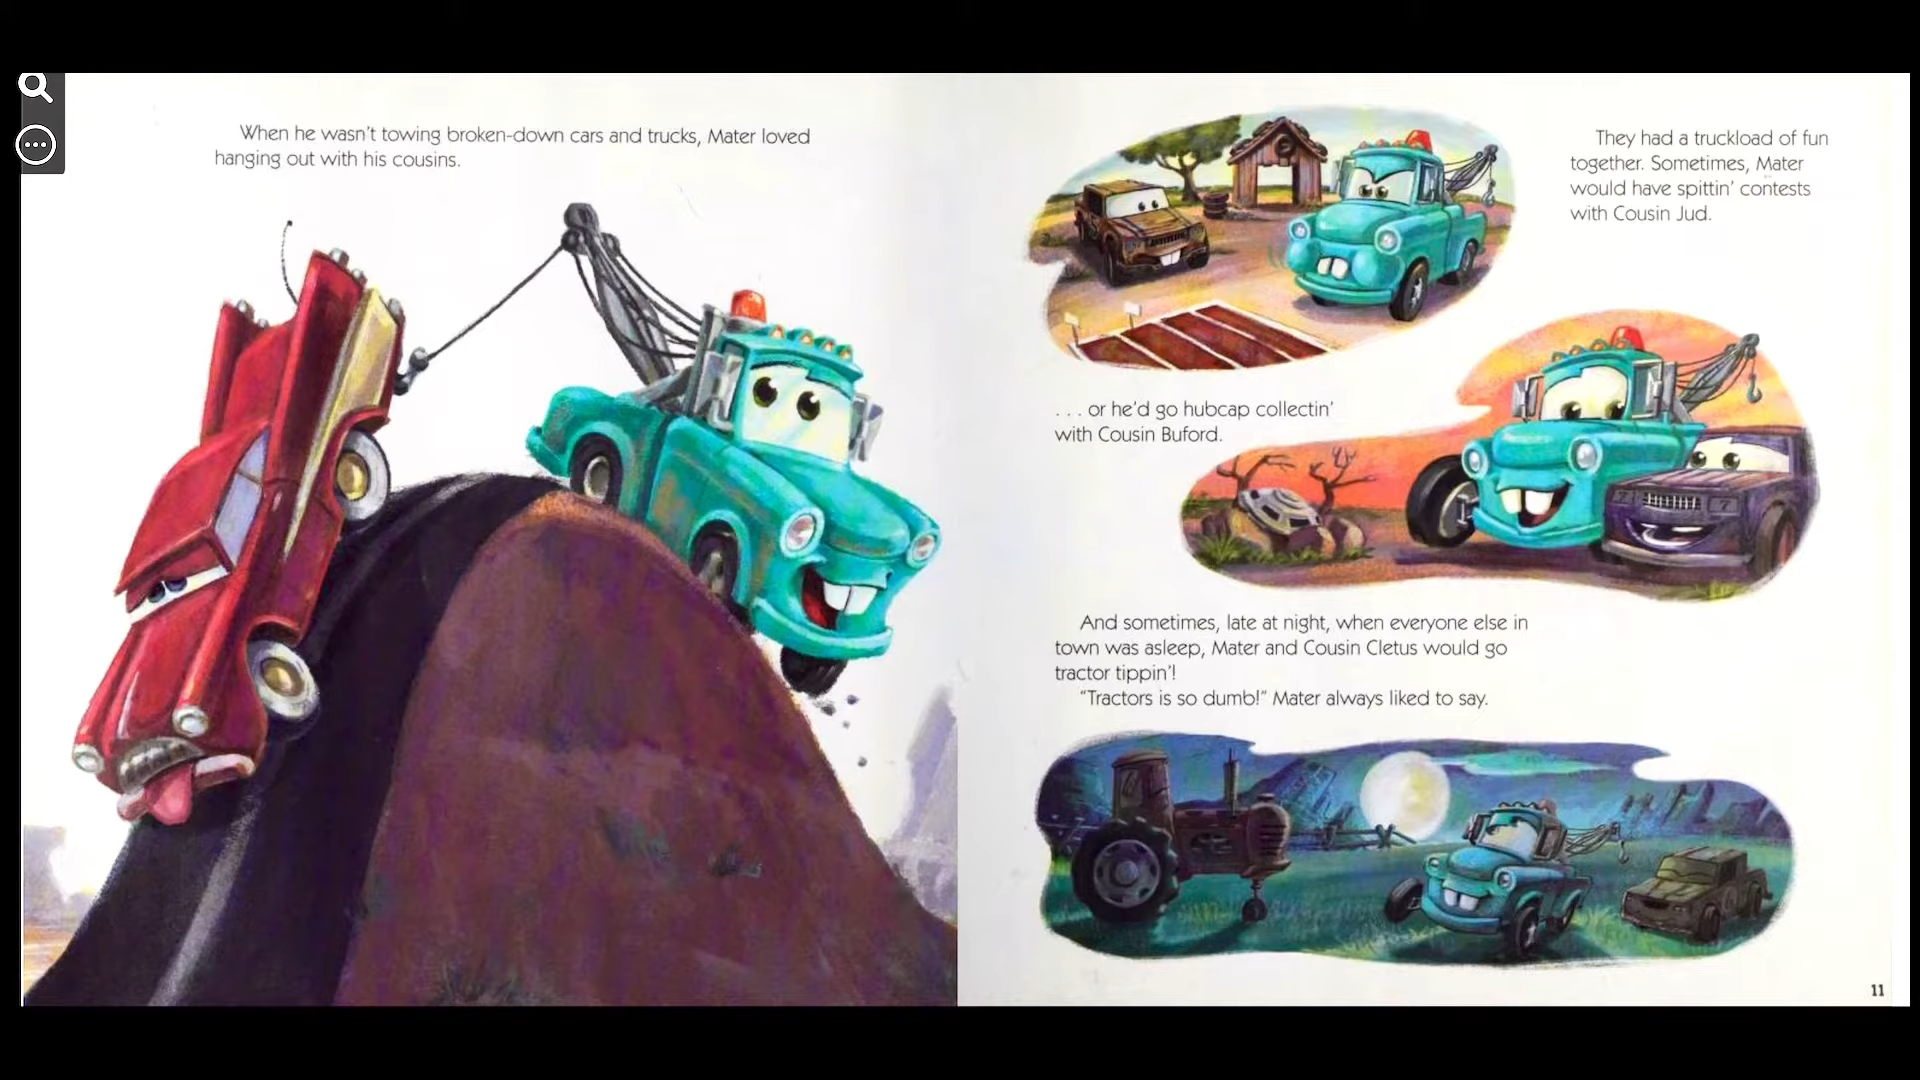 When he wasn't towing broken-down cars and trucks, Mater loved
hanging out with his cousins.
They had a truckload of fun
together. Sometimes, Mater
would have spittin' contests
with Cousin Jud.
. . . or he'd go hubcap collectin'
with Cousin Buford.
And sometimes, late at night, when everyone else in
town was asleep, Mater and Cousin Cletus would go
tractor tippin'!
“Tractors is so dumb!” Mater always liked to say.
11